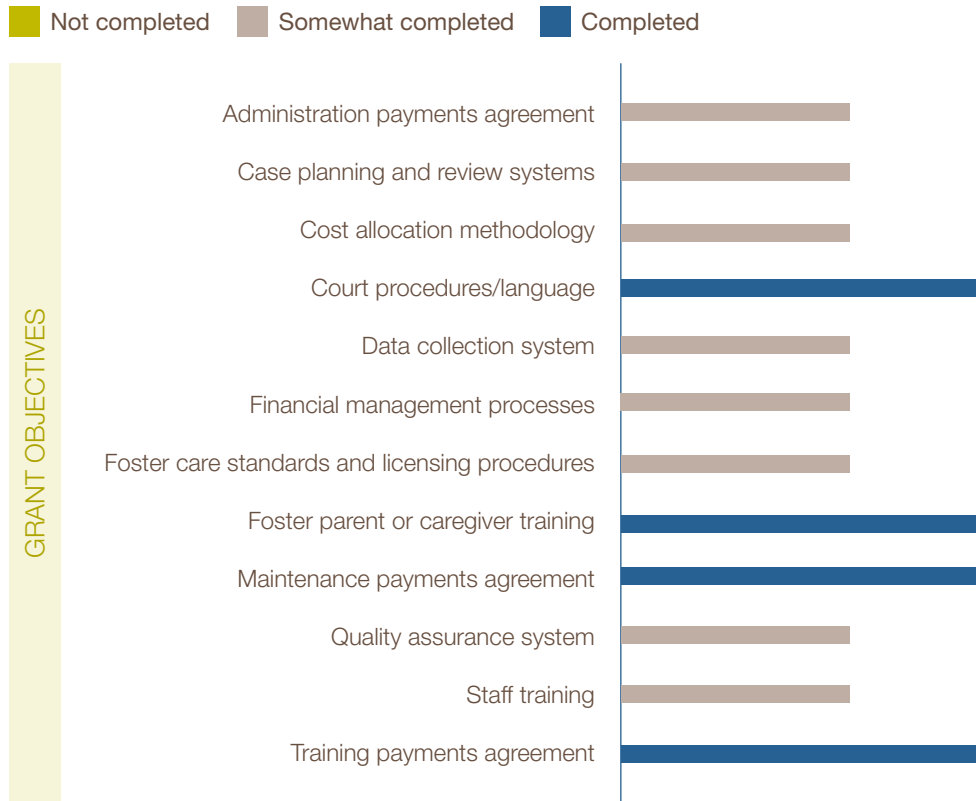 Not completed Somewhat completed Completed
GRANT OBJECTIVES
Administration payments agreement
Case planning and review systems
Cost allocation methodology
Court procedures/language
Data collection system
Financial management processes
Foster care standards and licensing procedures
Foster parent or caregiver training
Maintenance payments agreement
Quality assurance system
Staff training
Training payments agreement